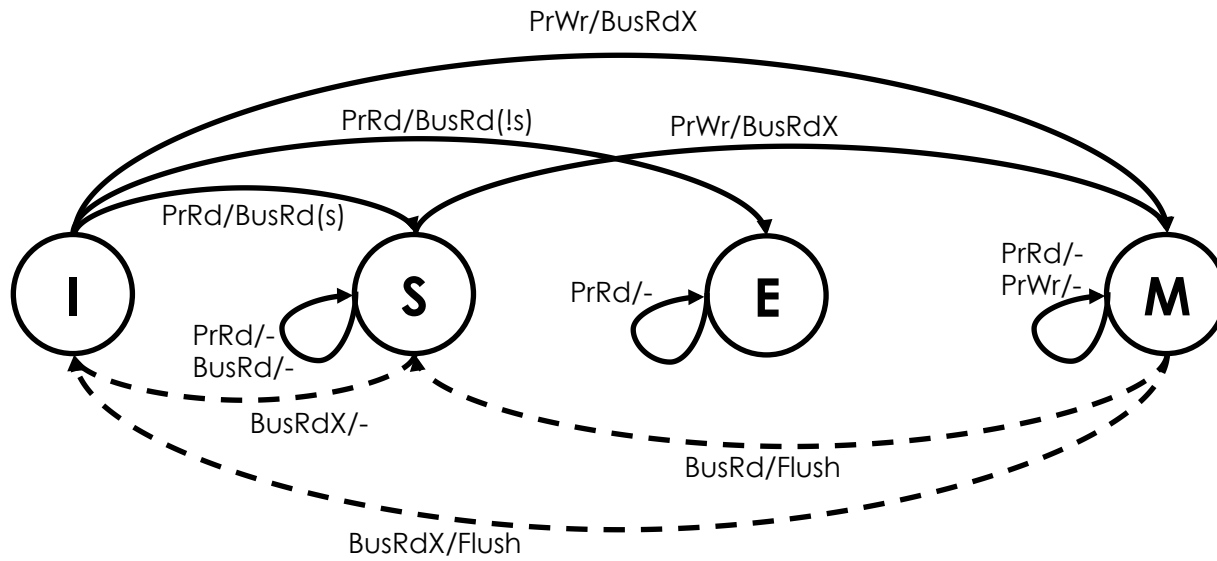 PrWr/BusRdX
PrRd/BusRd(!s)
PrWr/BusRdX
PrRd/BusRd(s)
I
S
E
M
PrRd/-
BusRd/-
PrRd/-
PrRd/-
PrWr/-
BusRdX/-
BusRd/Flush
BusRdX/Flush